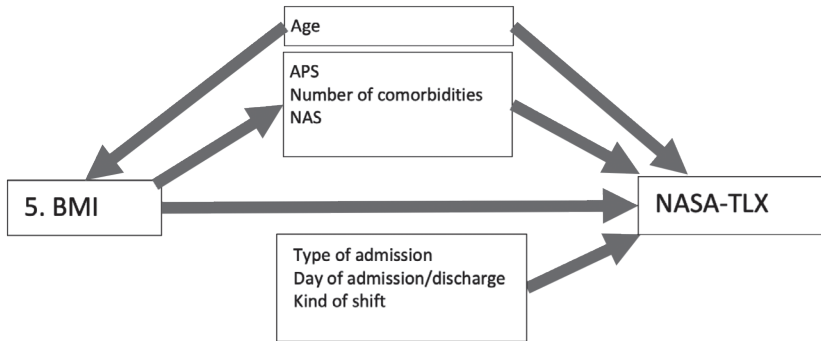 Age
APS
Number of comorbidities
NAS
5. BMI
NASA-TLX
Type of admission
Day of admission/discharge
Kind of shift